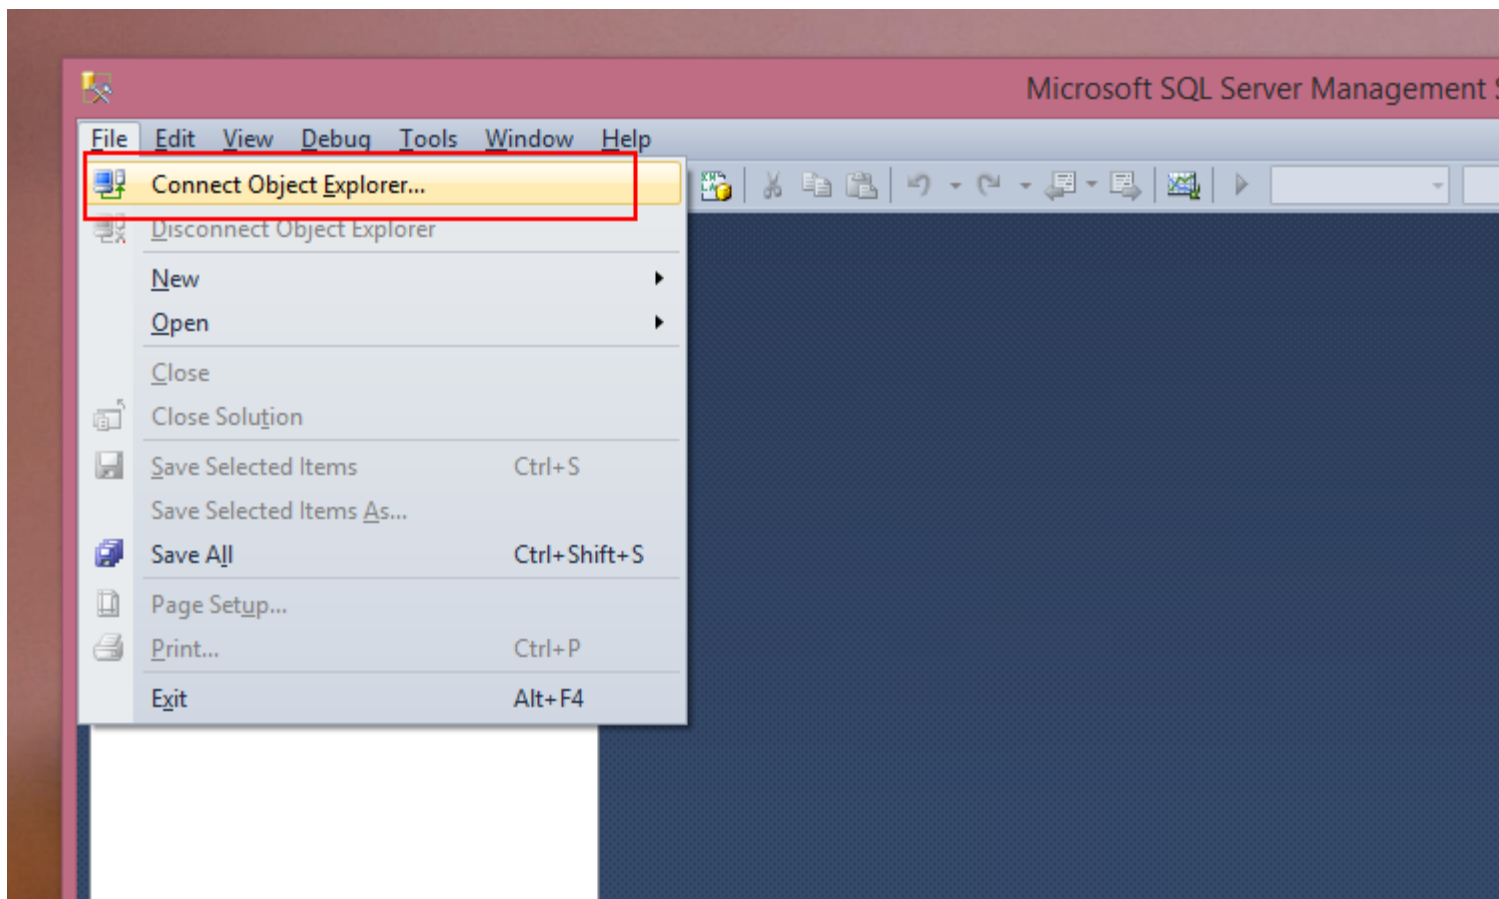 Microsoft SQL Server Management S
File Edit View Debug Tools Window Help
Connect Object Explorer...
Disconnect Object Explorer
New
Open
Close
Close Solution
Save Selected Items Ctrl+S
Save Selected Items As...
Save All Ctrl+Shift+S
Page Setup...
Print... Ctrl+P
Exit Alt+F4